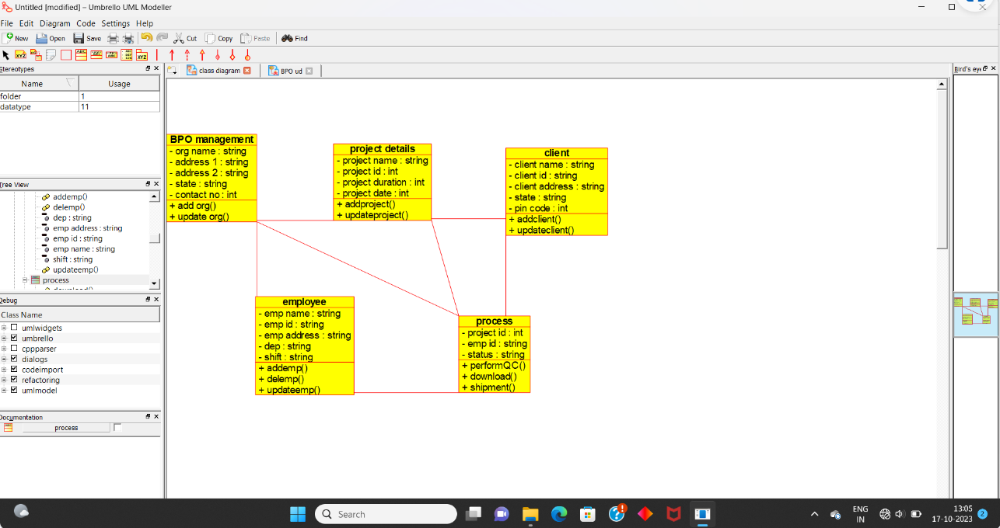 Untitled [modified] – Umbrello UML Modeller
File Edit Diagram Code Settings Help
New Open Save Cut Copy Paste Find
Stereotypes
Name Usage
folder 1
datatype 11
Tree View
addemp()
delemp()
dep : string
emp address : string
emp id : string
emp name : string
shift : string
updateemp()
process
Debug
Class Name
umlwidgets
umbrello
cppparser
dialogs
codeimport
refactoring
umlmodel
Documentation
process
class diagram BPO ud
BPO management
- org name : string
- address 1 : string
- address 2 : string
- state : string
- contact no : int
+ add org()
+ update org()
project details
- project name : string
- project id : int
- project duration : int
- project date : int
+ addproject()
+ updateproject()
client
- client name : string
- client id : string
- client address : string
- state : string
- pin code : int
+ addclient()
+ updateclient()
employee
- emp name : string
- emp id : string
- emp address : string
- dep : string
- shift : string
+ addemp()
+ delemp()
+ updateemp()
process
- project id : int
- emp id : string
- status : string
+ performQC()
+ download()
+ shipment()
Bird's eye
Search
ENG
IN
13:05
17-10-2023
2